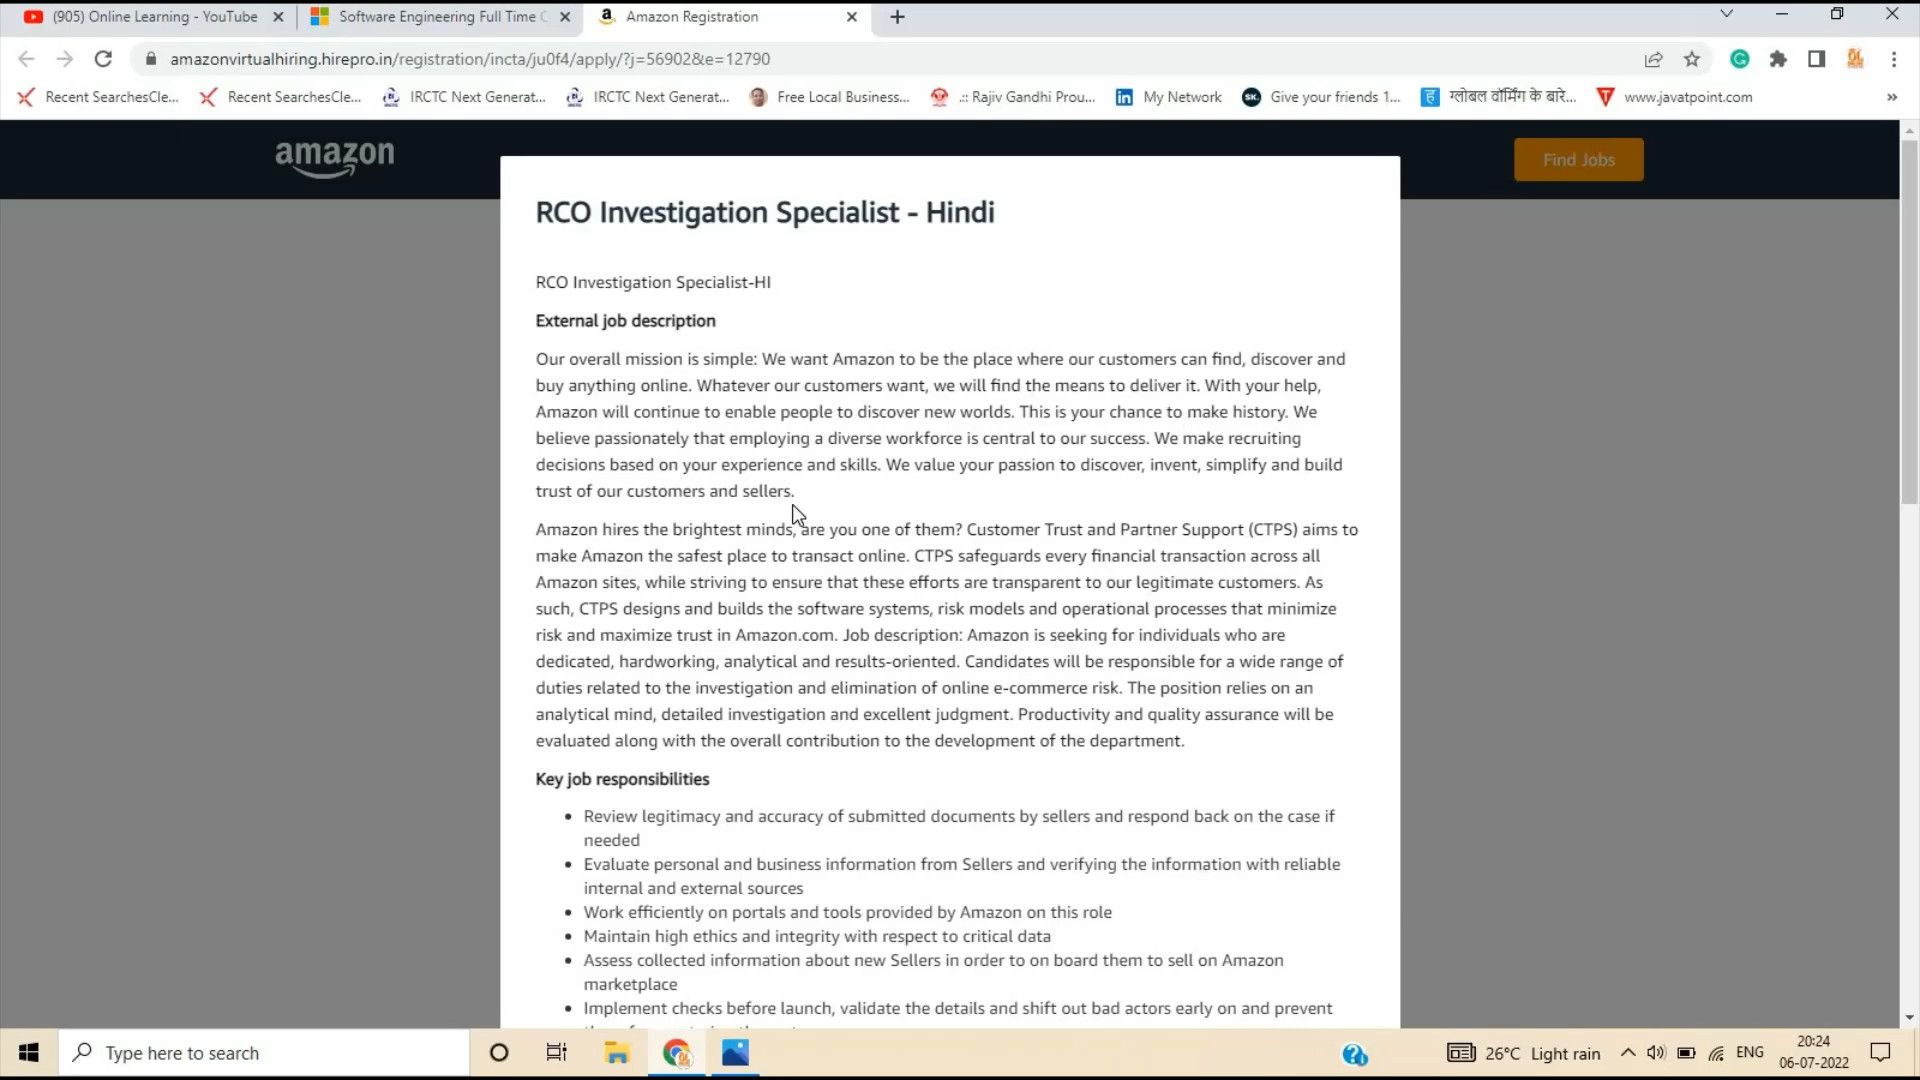 (905) Online Learning - YouTube
Software Engineering Full Time
Amazon Registration
amazonvirtualhiring.hirepro.in/registration/incta/ju0f4/apply/?j=56902&e=12790
Recent SearchesCle...
Recent SearchesCle...
IRCTC Next Generat...
IRCTC Next Generat...
Free Local Business...
.:: Rajiv Gandhi Prou...
in
My Network
SK.
Give your friends 1...
ह
ग्लोबल वॉर्मिंग के बारे...
www.javatpoint.com
»
amazon
Find Jobs
RCO Investigation Specialist - Hindi
RCO Investigation Specialist-HI
External job description
Our overall mission is simple: We want Amazon to be the place where our customers can find, discover and
buy anything online. Whatever our customers want, we will find the means to deliver it. With your help,
Amazon will continue to enable people to discover new worlds. This is your chance to make history. We
believe passionately that employing a diverse workforce is central to our success. We make recruiting
decisions based on your experience and skills. We value your passion to discover, invent, simplify and build
trust of our customers and sellers.
Amazon hires the brightest minds, are you one of them? Customer Trust and Partner Support (CTPS) aims to
make Amazon the safest place to transact online. CTPS safeguards every financial transaction across all
Amazon sites, while striving to ensure that these efforts are transparent to our legitimate customers. As
such, CTPS designs and builds the software systems, risk models and operational processes that minimize
risk and maximize trust in Amazon.com. Job description: Amazon is seeking for individuals who are
dedicated, hardworking, analytical and results-oriented. Candidates will be responsible for a wide range of
duties related to the investigation and elimination of online e-commerce risk. The position relies on an
analytical mind, detailed investigation and excellent judgment. Productivity and quality assurance will be
evaluated along with the overall contribution to the development of the department.
Key job responsibilities
• Review legitimacy and accuracy of submitted documents by sellers and respond back on the case if
needed
• Evaluate personal and business information from Sellers and verifying the information with reliable
internal and external sources
• Work efficiently on portals and tools provided by Amazon on this role
• Maintain high ethics and integrity with respect to critical data
• Assess collected information about new Sellers in order to on board them to sell on Amazon
marketplace
• Implement checks before launch, validate the details and shift out bad actors early on and prevent
Type here to search
26°C Light rain
ENG
20:24
06-07-2022